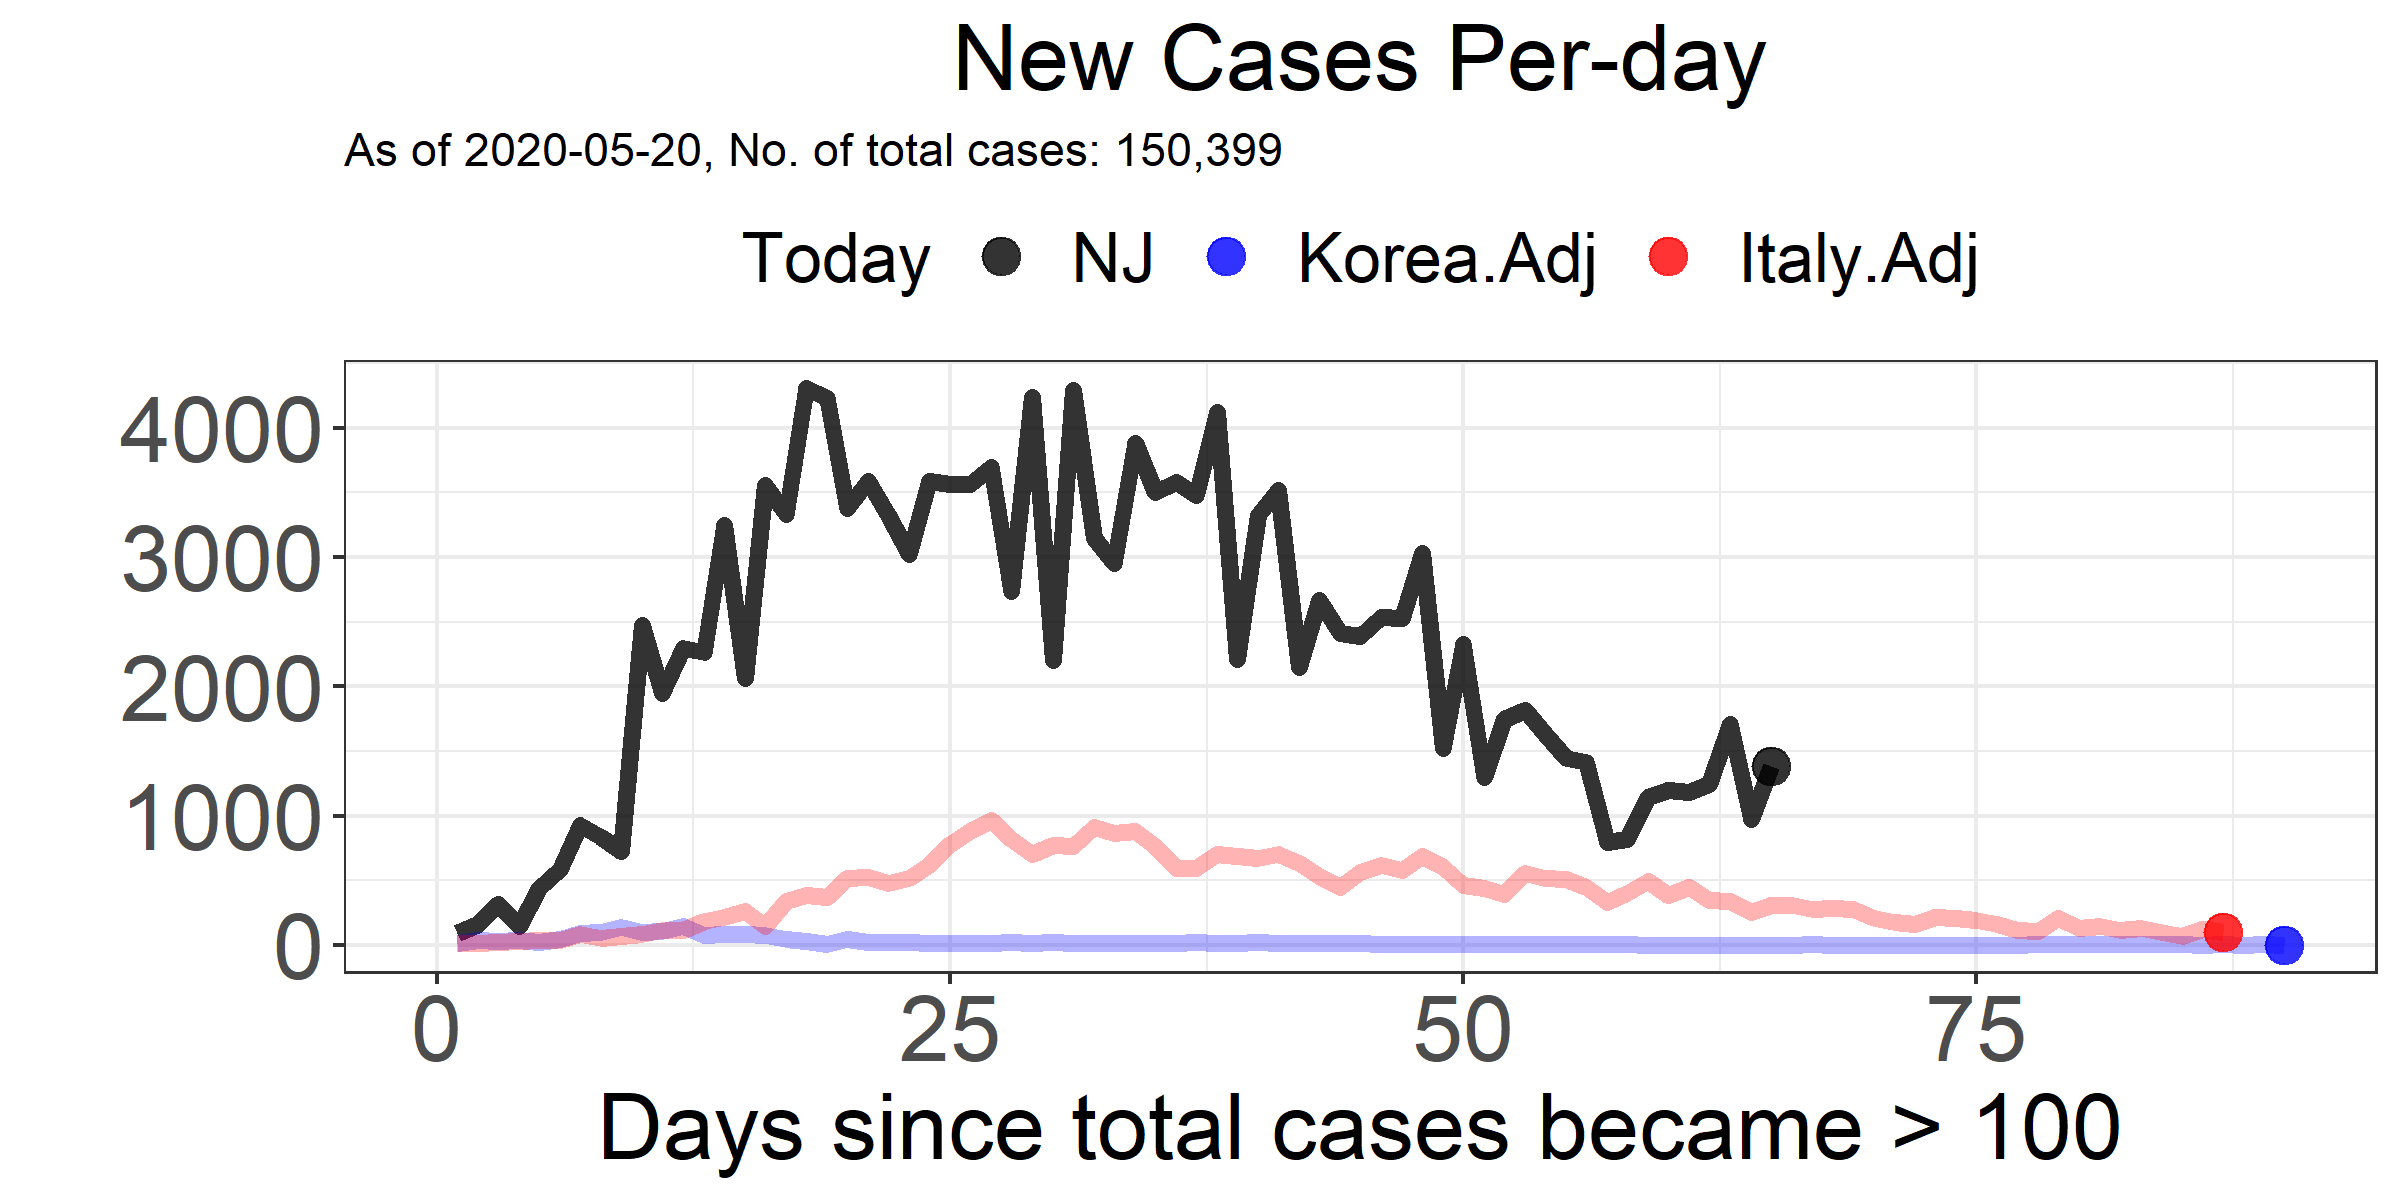 New Cases Per-day
As of 2020-05-20, No. of total cases: 150,399
Today NJ Korea.Adj Italy.Adj
4000
3000
2000
1000
0
0 25 50 75
Days since total cases became > 100